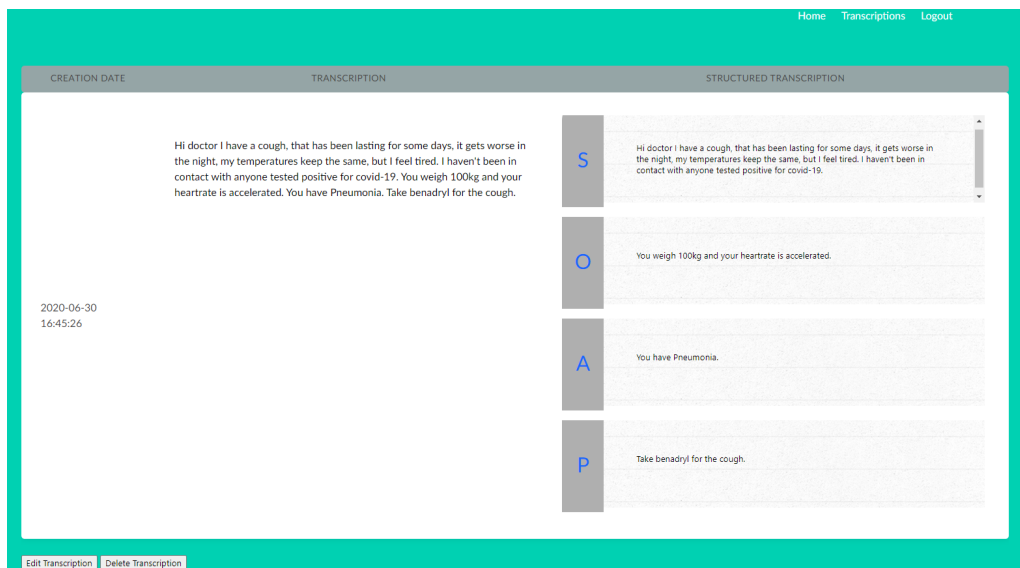 Home Transcriptions Logout
CREATION DATE TRANSCRIPTION STRUCTURED TRANSCRIPTION
2020-06-30
16:45:26
Hi doctor I have a cough, that has been lasting for some days, it gets worse in
the night, my temperatures keep the same, but I feel tired. I haven't been in
contact with anyone tested positive for covid-19. You weigh 100kg and your
heartrate is accelerated. You have Pneumonia. Take benadryl for the cough.
S
Hi doctor I have a cough, that has been lasting for some days, it gets worse in
the night, my temperatures keep the same, but I feel tired. I haven't been in
contact with anyone tested positive for covid-19.
O
You weigh 100kg and your heartrate is accelerated.
A
You have Pneumonia.
P
Take benadryl for the cough.
Edit Transcription Delete Transcription